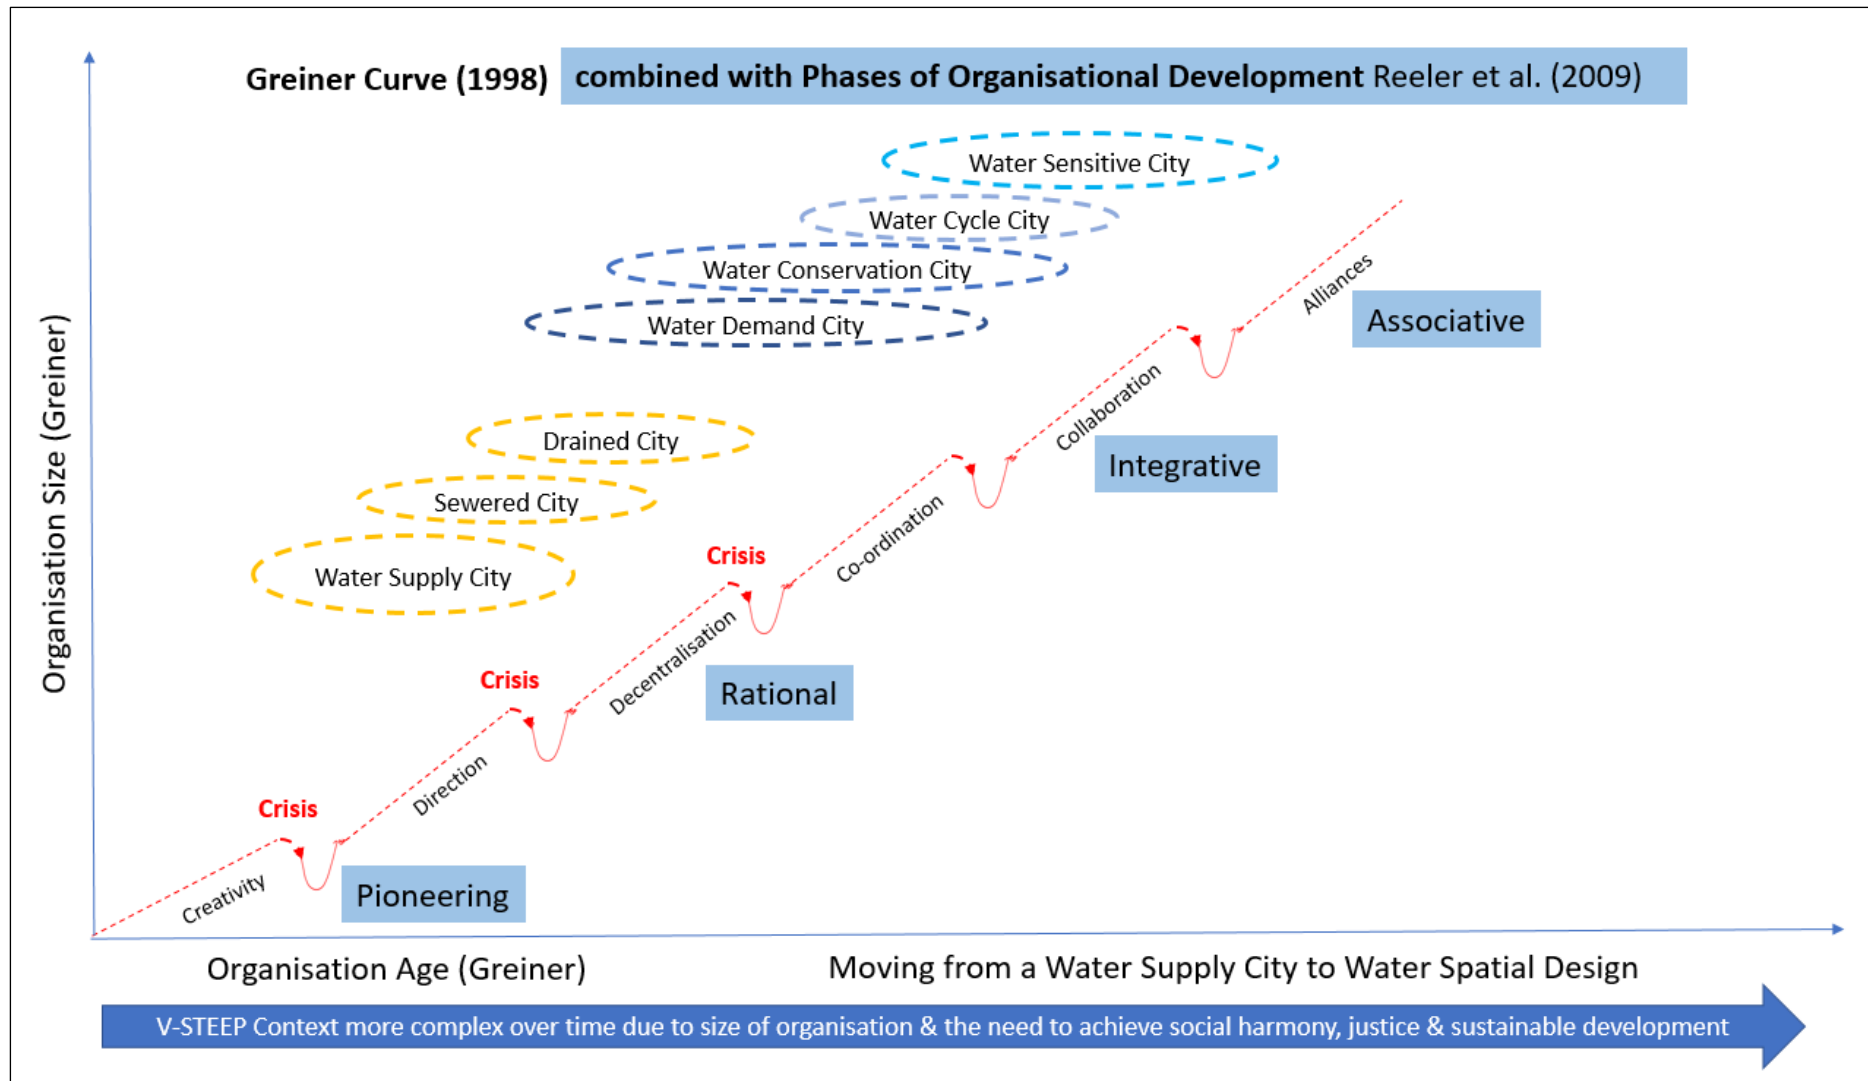 Greiner Curve (1998) combined with Phases of Organisational Development Reeler et al. (2009)
Water Sensitive City
Water Cycle City
Water Conservation City
Water Demand City
Drained City
Sewered City
Water Supply City
Organisation Size (Greiner)
Alliances
Associative
Collaboration
Integrative
Co-ordination
Crisis
Decentralisation
Rational
Crisis
Direction
Crisis
Creativity
Pioneering
Organisation Age (Greiner)
Moving from a Water Supply City to Water Spatial Design
V-STEEP Context more complex over time due to size of organisation & the need to achieve social harmony, justice & sustainable development